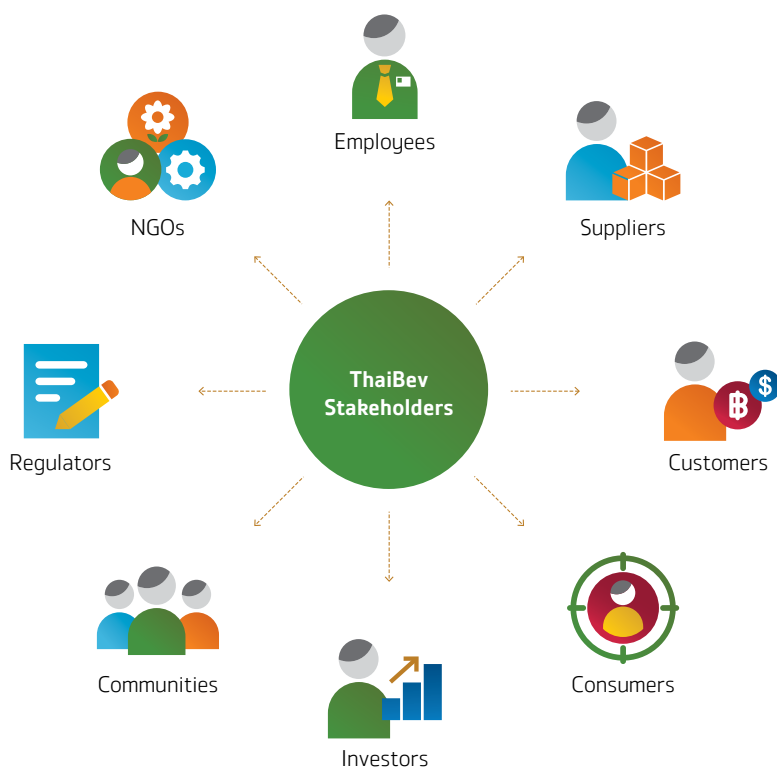 Employees
NGOs
Suppliers
ThaiBev
Stakeholders
$
฿
Regulators
Customers
Communities
Consumers
Investors